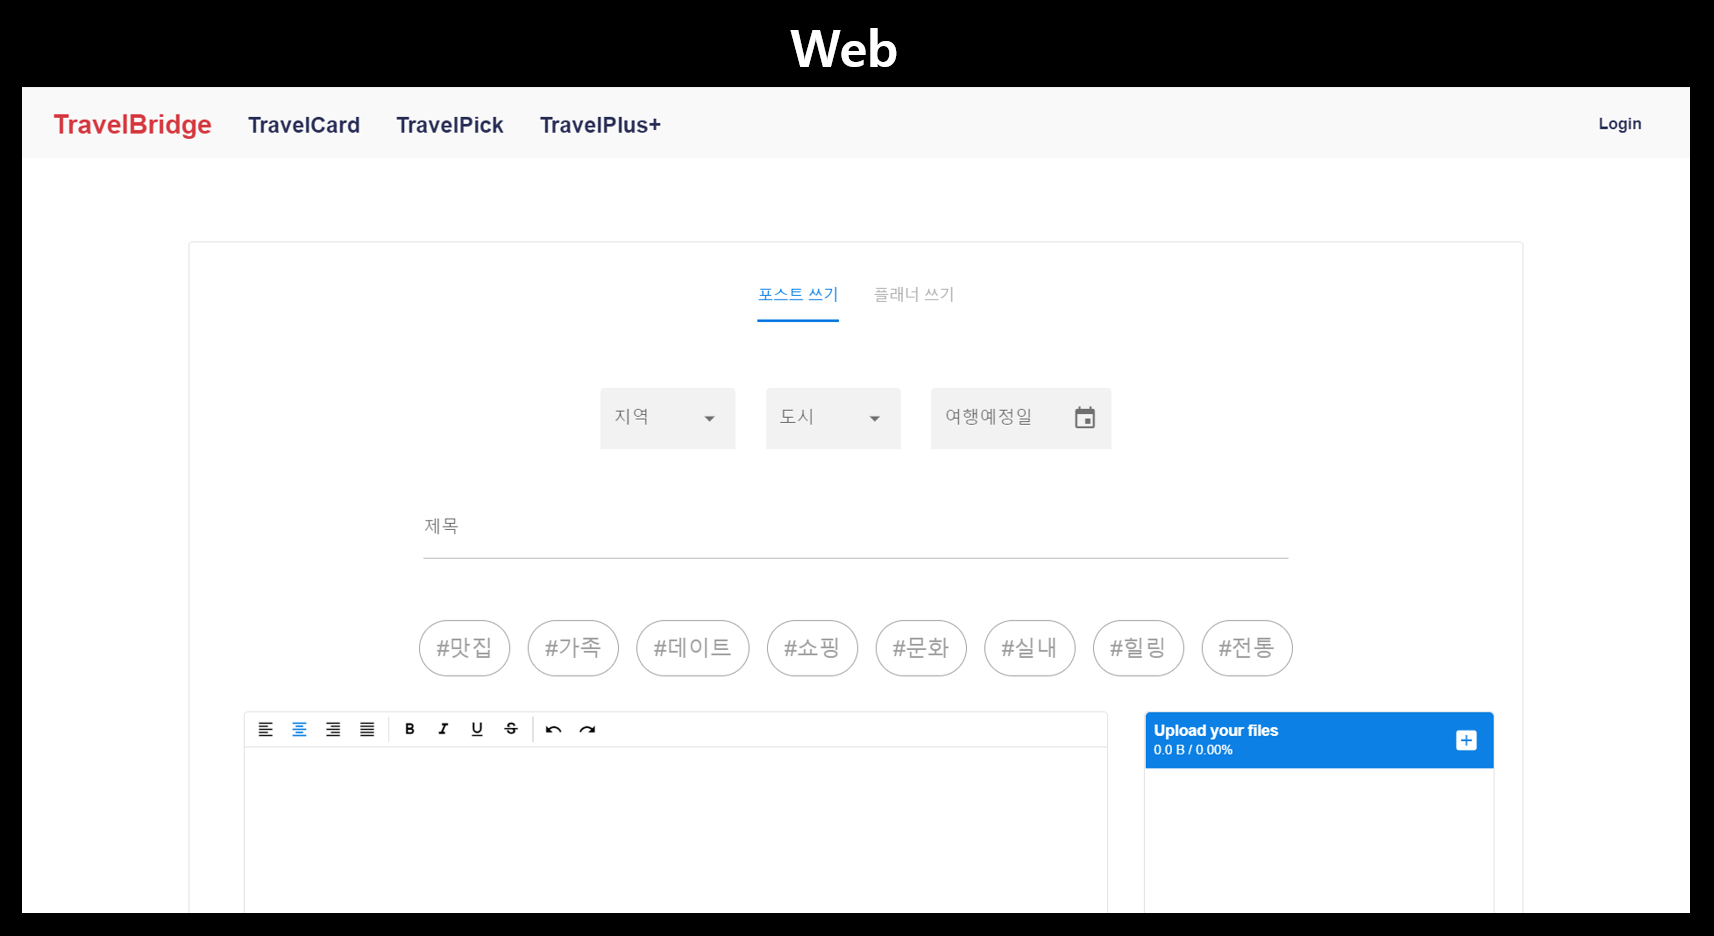 Web
TravelBridge TravelCard TravelPick TravelPlus+ Login
포스트 쓰기 플래너 쓰기
지역 도시 여행예정일
제목
#맛집 #가족 #데이트 #쇼핑 #문화 #실내 #힐링 #전통
B I U S
Upload your files
0.0 B / 0.00%